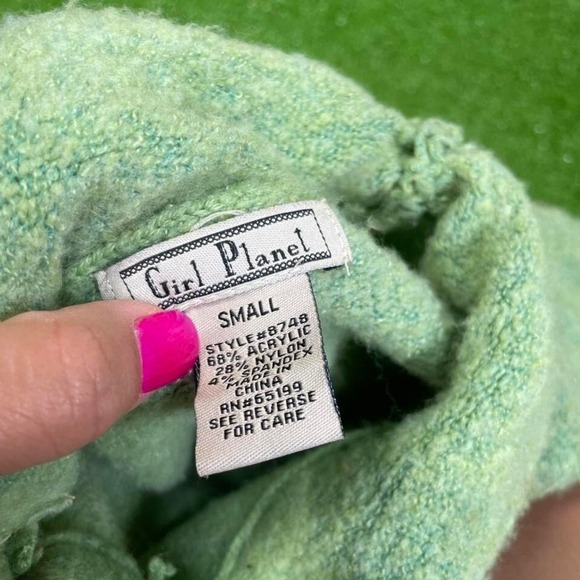 Girl Planet
SMALL
STYLE#8748
68% ACRYLIC
28% NYLON
4% SPANDEX
MADE IN
CHINA
RN#65199
SEE REVERSE
FOR CARE